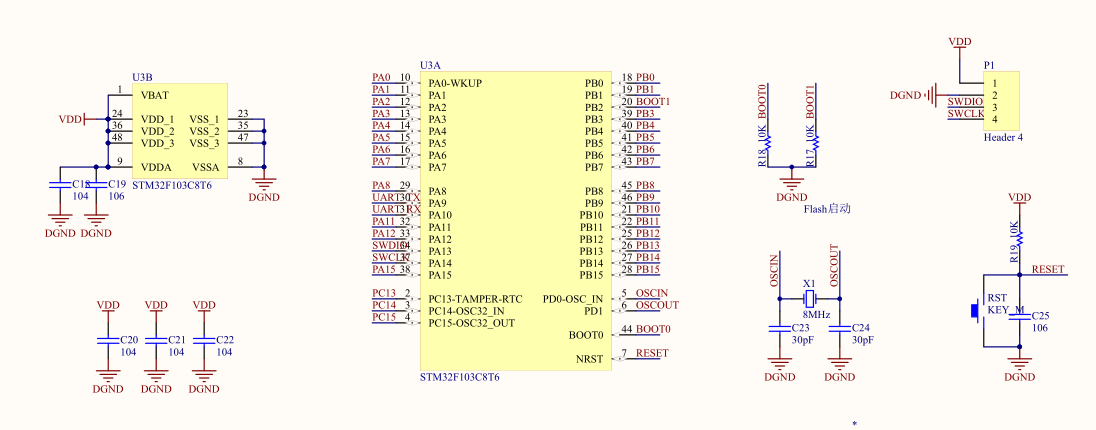 U3B
1 VBAT
VDD
24 VDD_1 VSS_1 23
36 VDD_2 VSS_2 35
48 VDD_3 VSS_3 47
9 VDDA VSSA 8
STM32F103C8T6
C18 104
C19 106
DGND
DGND
DGND
VDD
VDD
VDD
C20 104
C21 104
C22 104
DGND
DGND
DGND
U3A
PA0 10 PA0-WKUP PB0 18 PB0
PA1 11 PA1 PB1 19 PB1
PA2 12 PA2 PB2 20 BOOT1
PA3 13 PA3 PB3 39 PB3
PA4 14 PA4 PB4 40 PB4
PA5 15 PA5 PB5 41 PB5
PA6 16 PA6 PB6 42 PB6
PA7 17 PA7 PB7 43 PB7
PA8 29 PA8 PB8 45 PB8
UART1TX 30 PA9 PB9 46 PB9
UART1RX 31 PA10 PB10 21 PB10
PA11 32 PA11 PB11 22 PB11
PA12 33 PA12 PB12 25 PB12
SWDIO 34 PA13 PB13 26 PB13
SWCLK 37 PA14 PB14 27 PB14
PA15 38 PA15 PB15 28 PB15
PC13 2 PC13-TAMPER-RTC PD0-OSC_IN 5 OSCIN
PC14 3 PC14-OSC32_IN PD1 6 OSCOUT
PC15 4 PC15-OSC32_OUT
BOOT0 44 BOOT0
NRST 7 RESET
STM32F103C8T6
BOOT0
BOOT1
R18 10K
R17 10K
DGND
Flash启动
OSCIN
OSCOUT
X1
8MHz
C23 30pF
C24 30pF
DGND
DGND
VDD
P1
1
DGND 2
SWDIO 3
SWCLK 4
Header 4
VDD
R19 10K
RESET
RST
KEY_M
C25
106
DGND
*